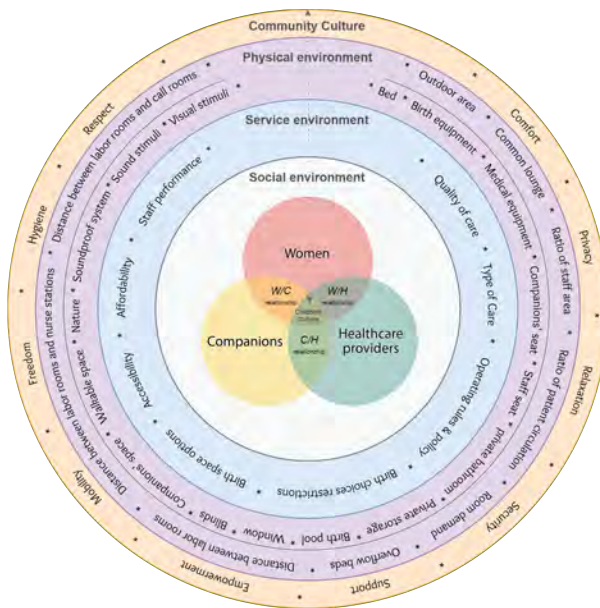 Community Culture
Comfort
Privacy
Relaxation
Security
Support
Empowerment
Mobility
Freedom
Hygiene
Respect
Physical environment
Outdoor area
Common lounge
Ratio of staff area
Ratio of patient circulation
Room demand
Overflow beds
Distance between labor rooms
Distance between labor rooms and nurse stations
Distance between labor rooms and call rooms
Bed
Birth equipment
Medical equipment
Companions' seat
Staff seat
private bathroom
Private storage
Birth pool
Window
Blinds
Companions' space
Walkable space
Nature
Soundproof system
Sound stimuli
Visual stimuli
Service environment
Quality of care
Type of Care
Operating rules & policy
Birth choices restrictions
Birth space options
Accessibility
Affordability
Staff performance
Social environment
Women
W/C
relationship
W/H
relationship
Companions
Healthcare
providers
C/H
relationship